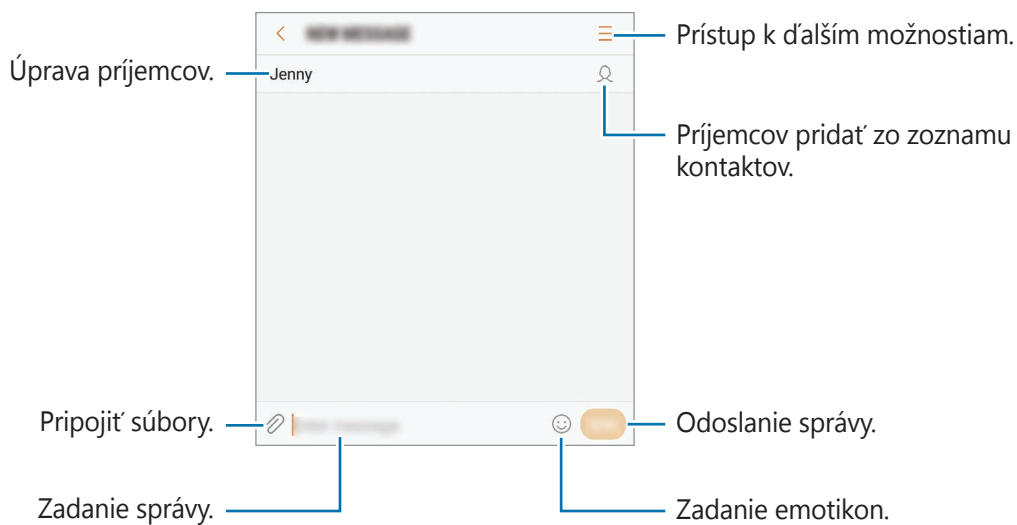 Prístup k ďalším možnostiam.
Úprava príjemcov.
Jenny
Príjemcov pridať zo zoznamu
kontaktov.
Pripojiť súbory.
Odoslanie správy.
Zadanie správy.
Zadanie emotikon.